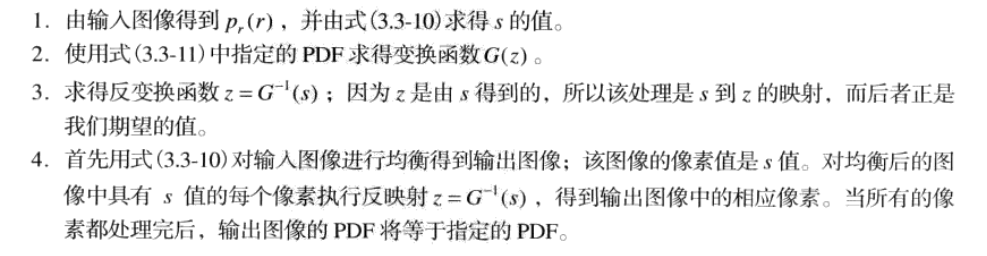 1. 由输入图像得到 pᵣ(r)，并由式(3.3-10)求得 s 的值。
2. 使用式(3.3-11)中指定的 PDF 求得变换函数 G(z)。
3. 求得反变换函数 z = G⁻¹(s)；因为 z 是由 s 得到的，所以该处理是 s 到 z 的映射，而后者正是
我们期望的值。
4. 首先用式(3.3-10)对输入图像进行均衡得到输出图像；该图像的像素值是 s 值。对均衡后的图
像中具有 s 值的每个像素执行反映射 z = G⁻¹(s)，得到输出图像中的相应像素。当所有的像
素都处理完后，输出图像的 PDF 将等于指定的 PDF。